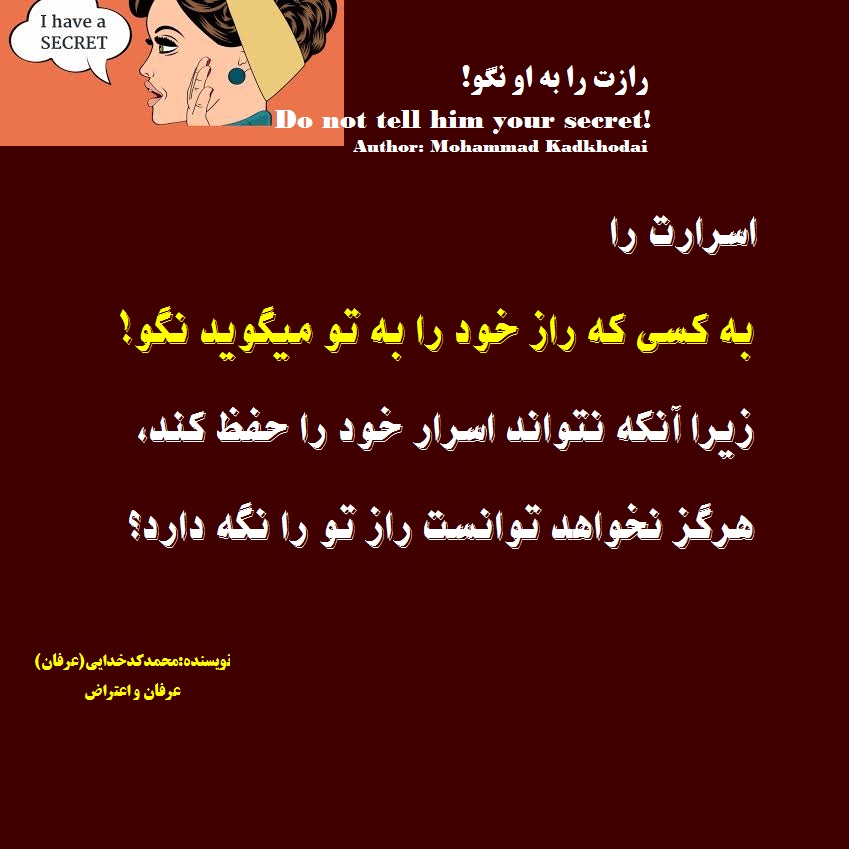 I have a
SECRET
رازت را به او نگو!
Do not tell him your secret!
Author: Mohammad Kadkhodai
اسرارت را
به کسی که راز خود را به تو میگوید نگو!
زیرا آنکه نتواند اسرار خود را حفظ کند،
هرگز نخواهد توانست راز تو را نگه دارد؟
نویسنده:محمدکدخدایی(عرفان)
عرفان و اعتراض